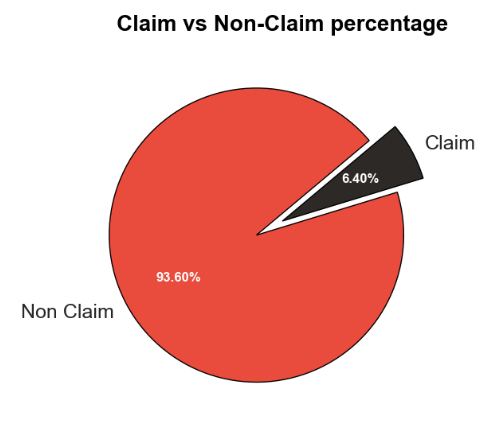 Claim vs Non-Claim percentage
Claim
6.40%
93.60%
Non Claim